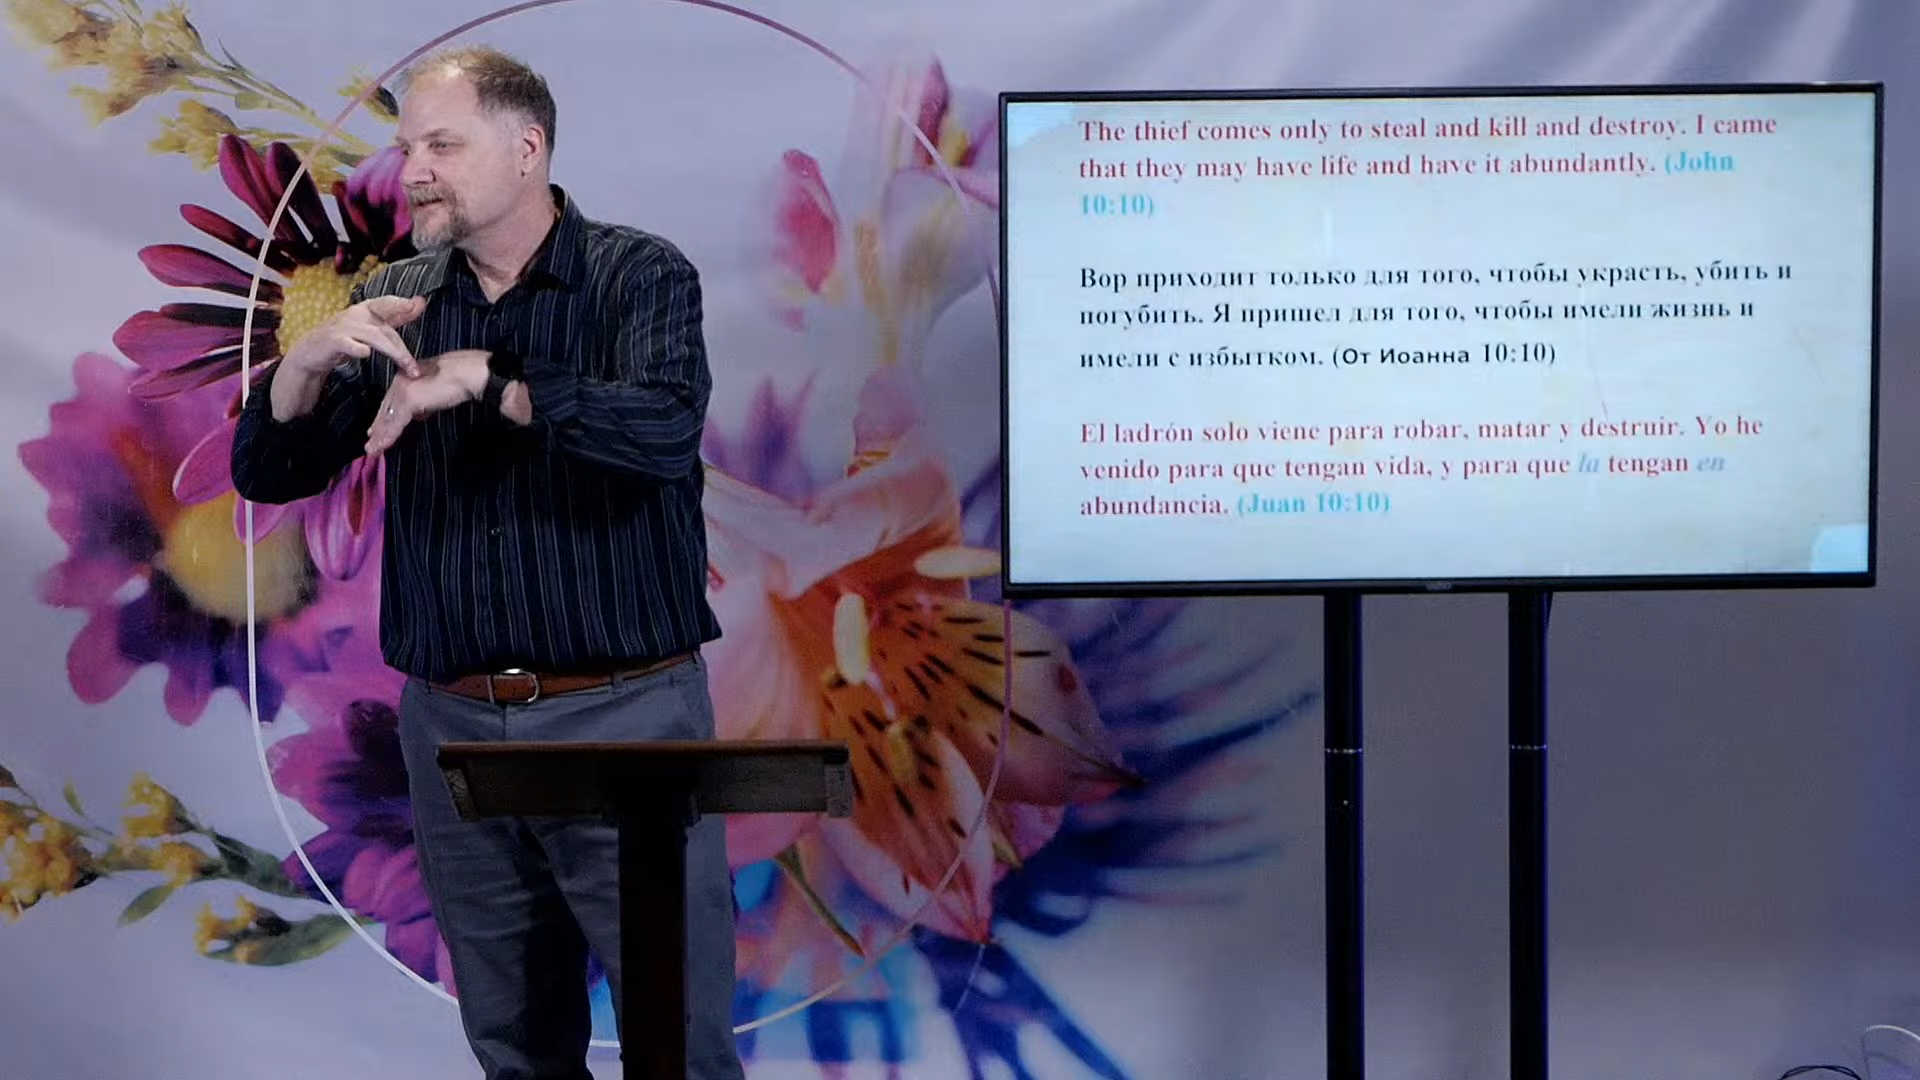 The thief comes only to steal and kill and destroy. I came
that they may have life and have it abundantly. (John
10:10)
Вор приходит только для того, чтобы украсть, убить и
погубить. Я пришел для того, чтобы имели жизнь и
имели с избытком. (От Иоанна 10:10)
El ladrón solo viene para robar, matar y destruir. Yo he
venido para que tengan vida, y para que la tengan en
abundancia. (Juan 10:10)